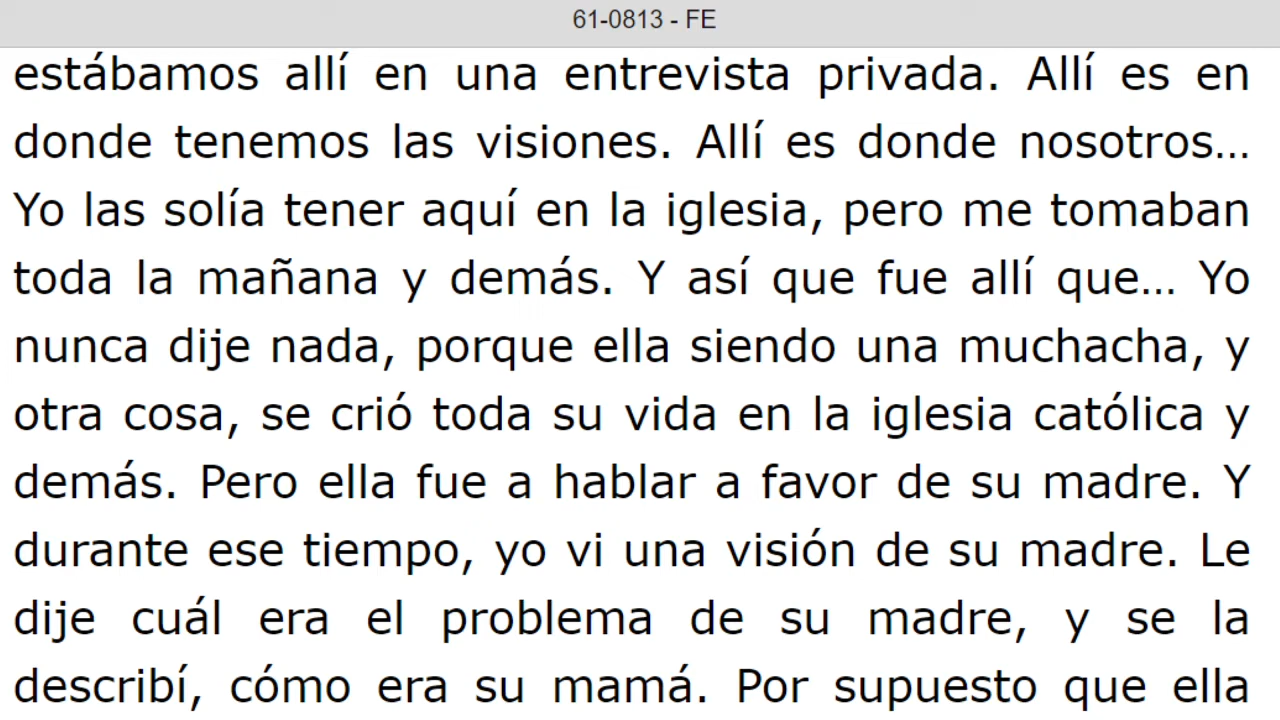 61-0813 - FE
estábamos allí en una entrevista privada. Allí es en
donde tenemos las visiones. Allí es donde nosotros…
Yo las solía tener aquí en la iglesia, pero me tomaban
toda la mañana y demás. Y así que fue allí que… Yo
nunca dije nada, porque ella siendo una muchacha, y
otra cosa, se crió toda su vida en la iglesia católica y
demás. Pero ella fue a hablar a favor de su madre. Y
durante ese tiempo, yo vi una visión de su madre. Le
dije cuál era el problema de su madre, y se la
describí, cómo era su mamá. Por supuesto que ella